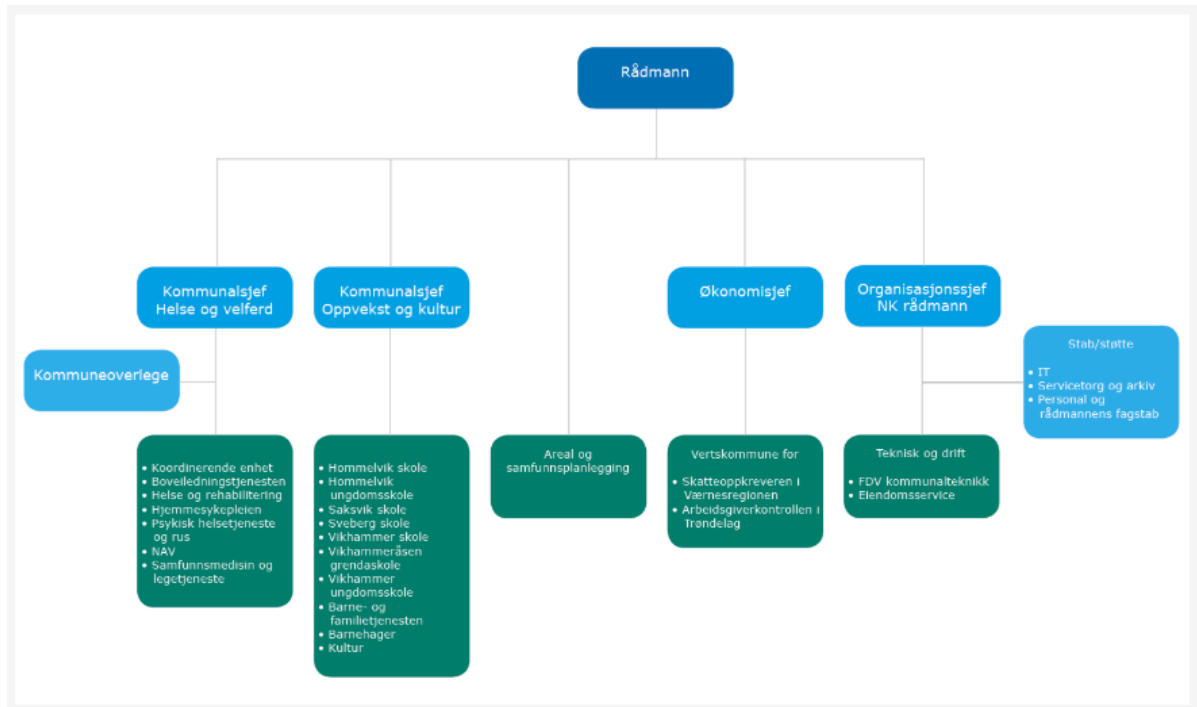 Rådmann
Kommunalsjef
Helse og velferd
Kommunalsjef
Oppvekst og kultur
Økonomisjef
Organisasjonssjef
NK rådmann
Kommuneoverlege
Stab/støtte
• IT
• Servicetorg og arkiv
• Personal og
rådmannens fagstab
• Koordinerende enhet
• Boveiledningstjenesten
• Helse og rehabilitering
• Hjemmesykepleien
• Psykisk helsetjeneste
og rus
• NAV
• Samfunnsmedisin og
legetjeneste
• Hommelvik skole
• Hommelvik
ungdomsskole
• Saksvik skole
• Sveberg skole
• Vikhammer skole
• Vikhammeråsen
grendaskole
• Vikhammer
ungdomsskole
• Barne- og
familietjenesten
• Barnehager
• Kultur
Areal og
samfunnsplanlegging
Vertskommune for
• Skatteoppkreveren i
Værnesregionen
• Arbeidsgiverkontrollen i
Trøndelag
Teknisk og drift
• FDV kommunalteknikk
• Eiendomsservice